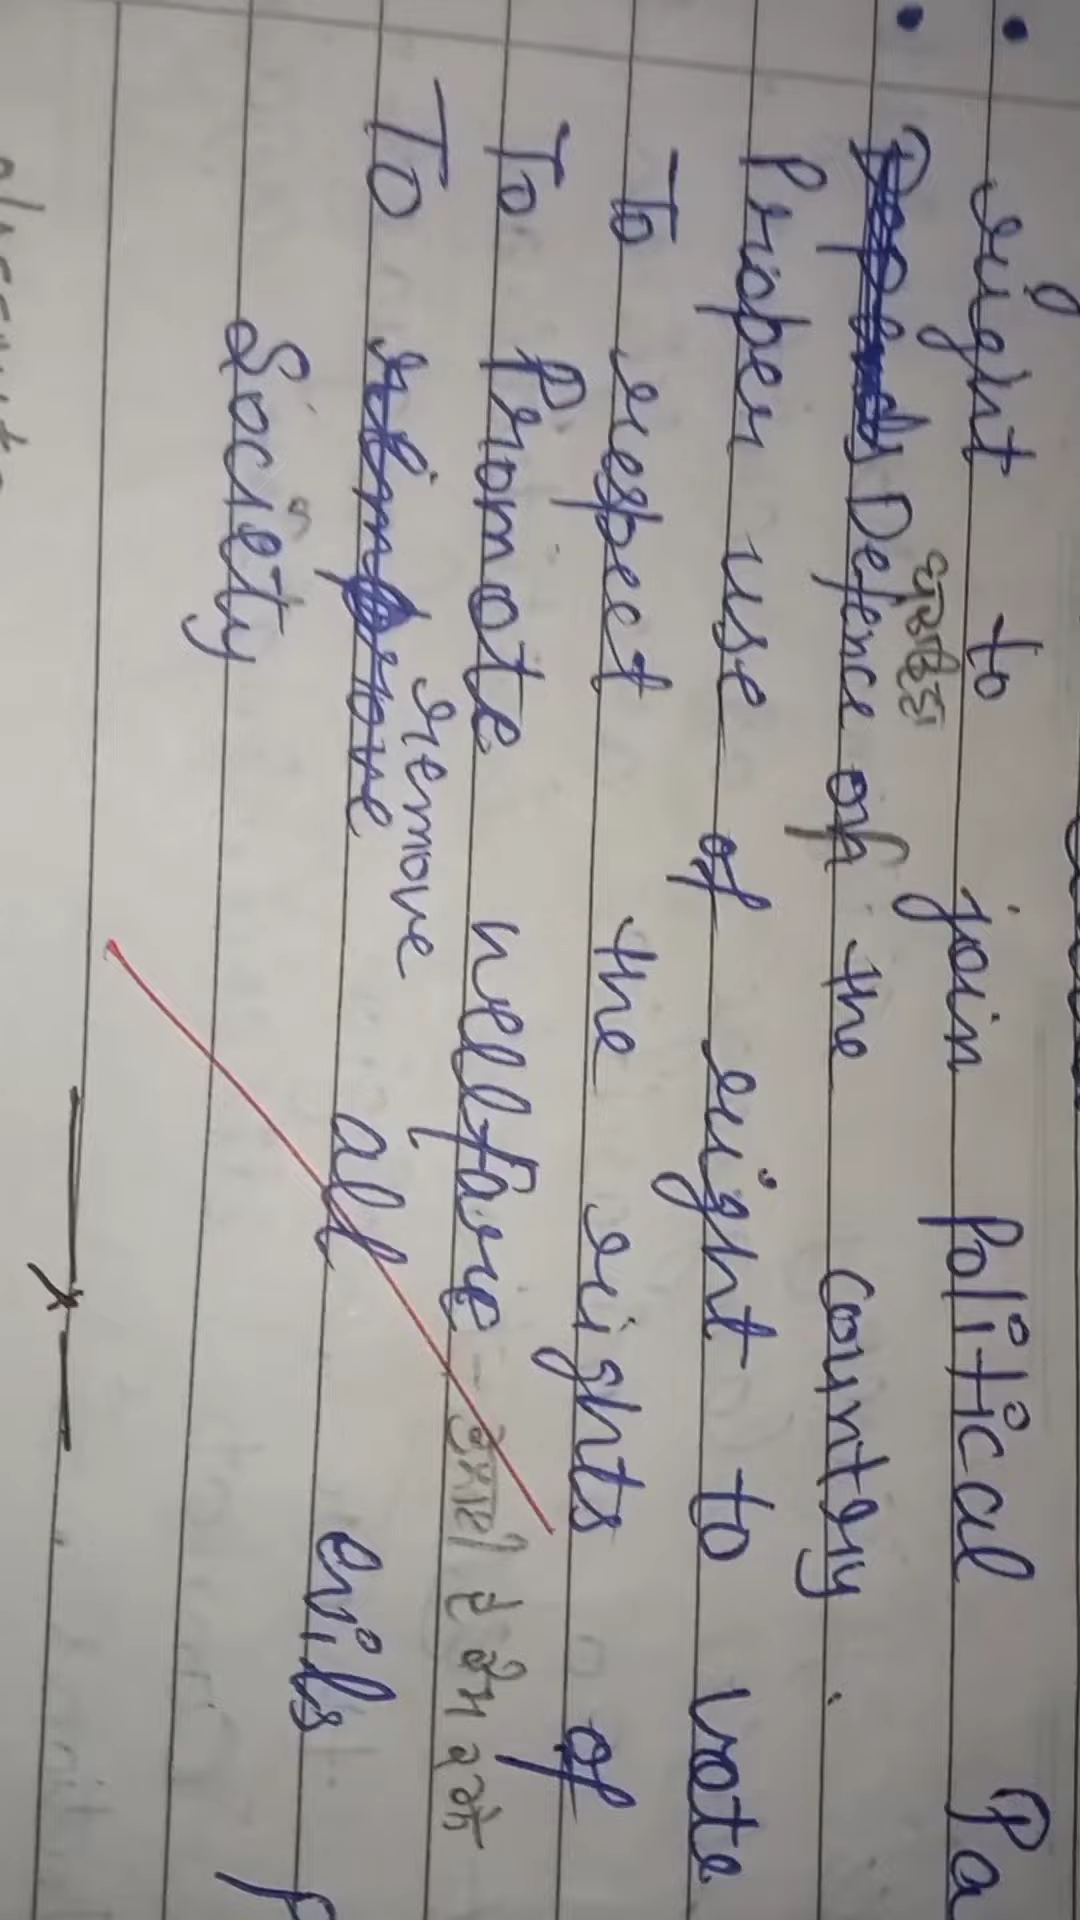 right to join Political Pa
Defence of the country.
Proper use of right to vote
To respect the rights of
To Promote welfare -
remove
To all evils f
Society